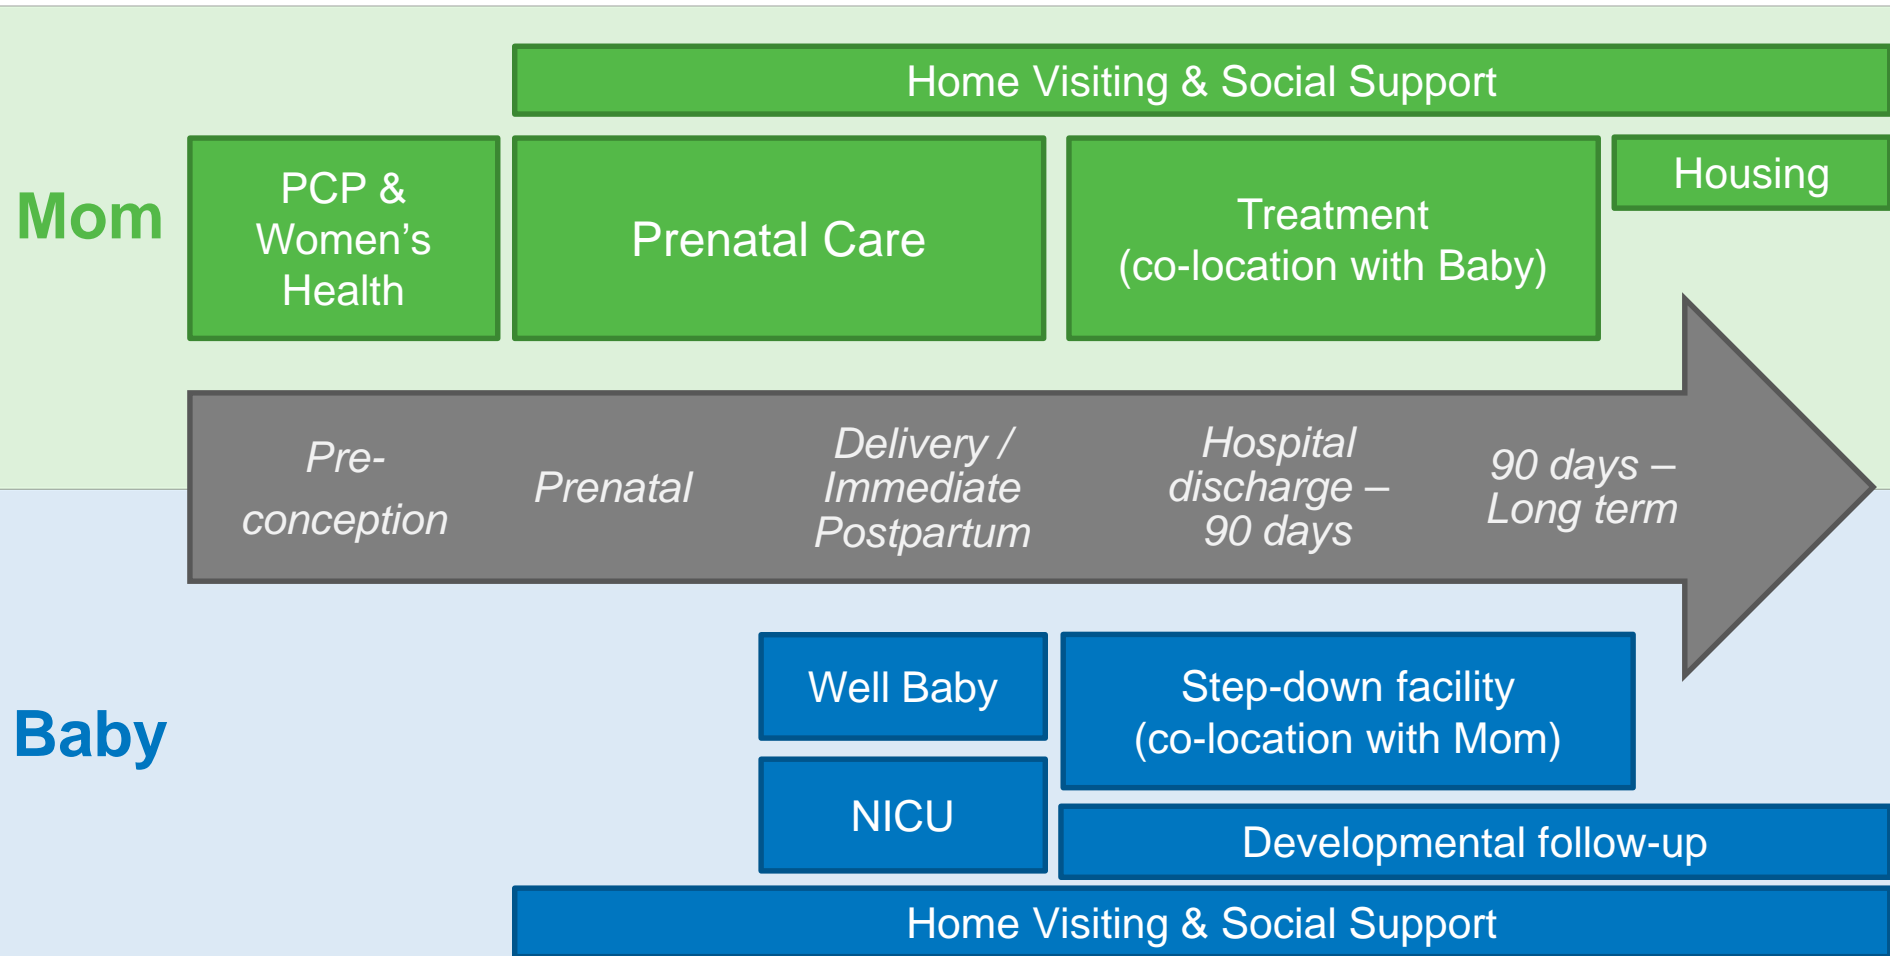 Home Visiting & Social Support
Mom
PCP &
Women's
Health
Prenatal Care
Treatment
(co-location with Baby)
Housing
Pre-
conception
Prenatal
Delivery /
Immediate
Postpartum
Hospital
discharge –
90 days
90 days –
Long term
Baby
Well Baby
NICU
Step-down facility
(co-location with Mom)
Developmental follow-up
Home Visiting & Social Support